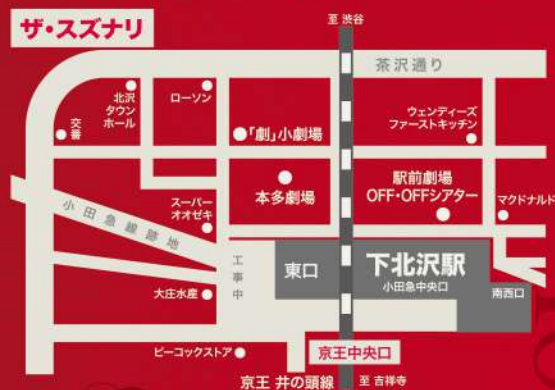 ザ・スズナリ
至 渋谷
茶沢通り
北沢
タウン
ホール
ローソン
交番
「劇」小劇場
ウェンディーズ
ファーストキッチン
本多劇場
駅前劇場
OFF・OFFシアター
マクドナルド
スーパー
オオゼキ
小田急線跡地
工事中
東口
下北沢駅
小田急中央口
南西口
大庄水産
ピーコックストア
京王中央口
京王 井の頭線
至 吉祥寺